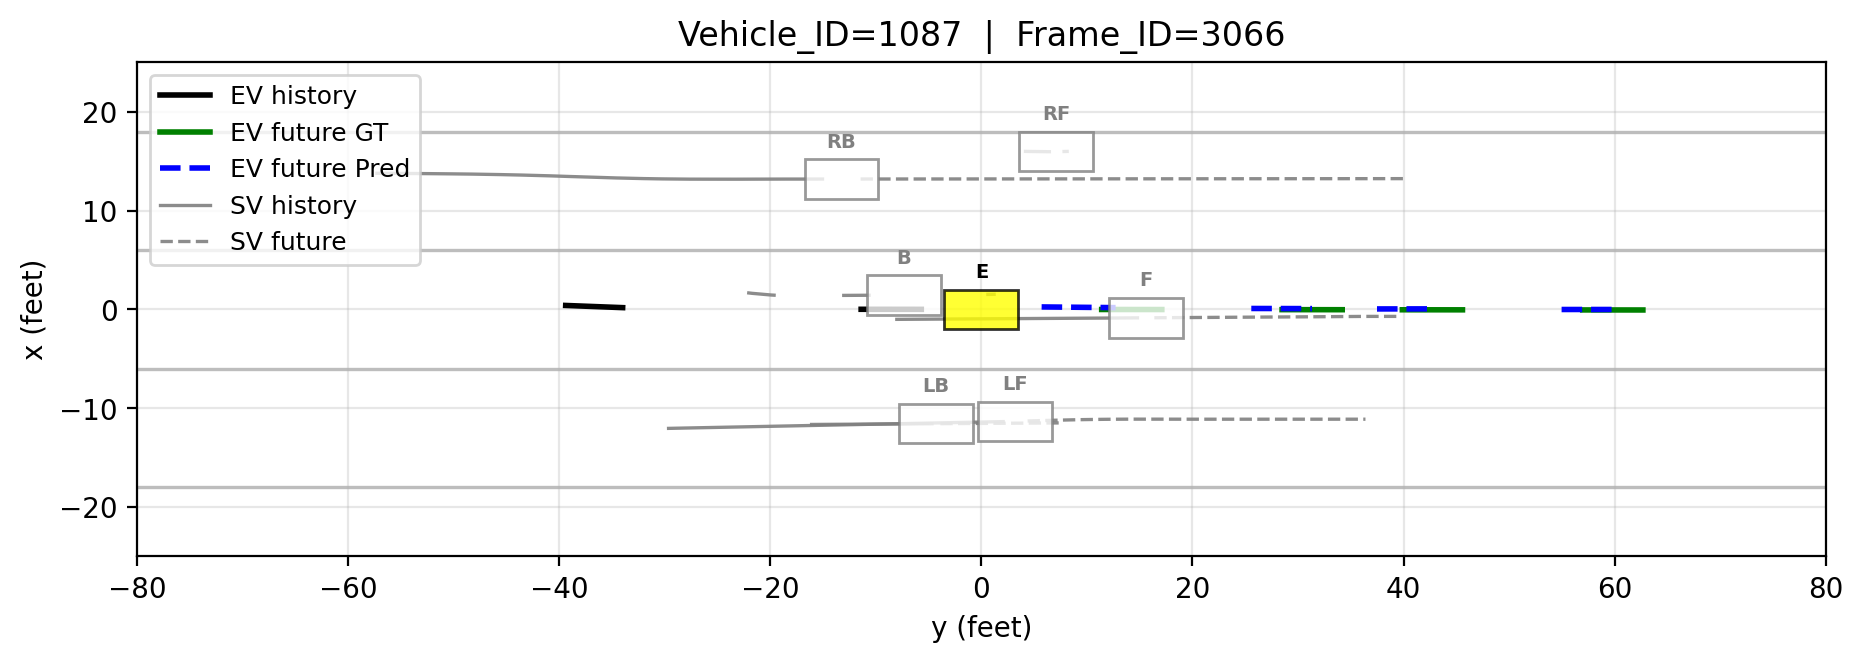 Vehicle_ID=1087 | Frame_ID=3066
EV history
EV future GT
EV future Pred
SV history
SV future
RF
RB
B
E
F
LB
LF
20
10
0
−10
−20
x (feet)
−80
−60
−40
−20
0
20
40
60
80
y (feet)